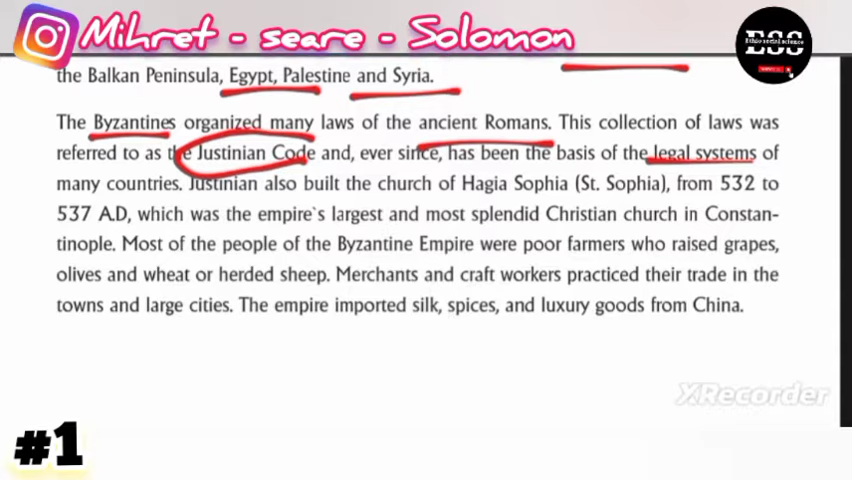 Mihret - seare - Solomon
ESS
Ethio social science
the Balkan Peninsula, Egypt, Palestine and Syria.
The Byzantines organized many laws of the ancient Romans. This collection of laws was
referred to as the Justinian Code and, ever since, has been the basis of the legal systems of
many countries. Justinian also built the church of Hagia Sophia (St. Sophia), from 532 to
537 A.D, which was the empire`s largest and most splendid Christian church in Constan-
tinople. Most of the people of the Byzantine Empire were poor farmers who raised grapes,
olives and wheat or herded sheep. Merchants and craft workers practiced their trade in the
towns and large cities. The empire imported silk, spices, and luxury goods from China.
XRecorder
#1